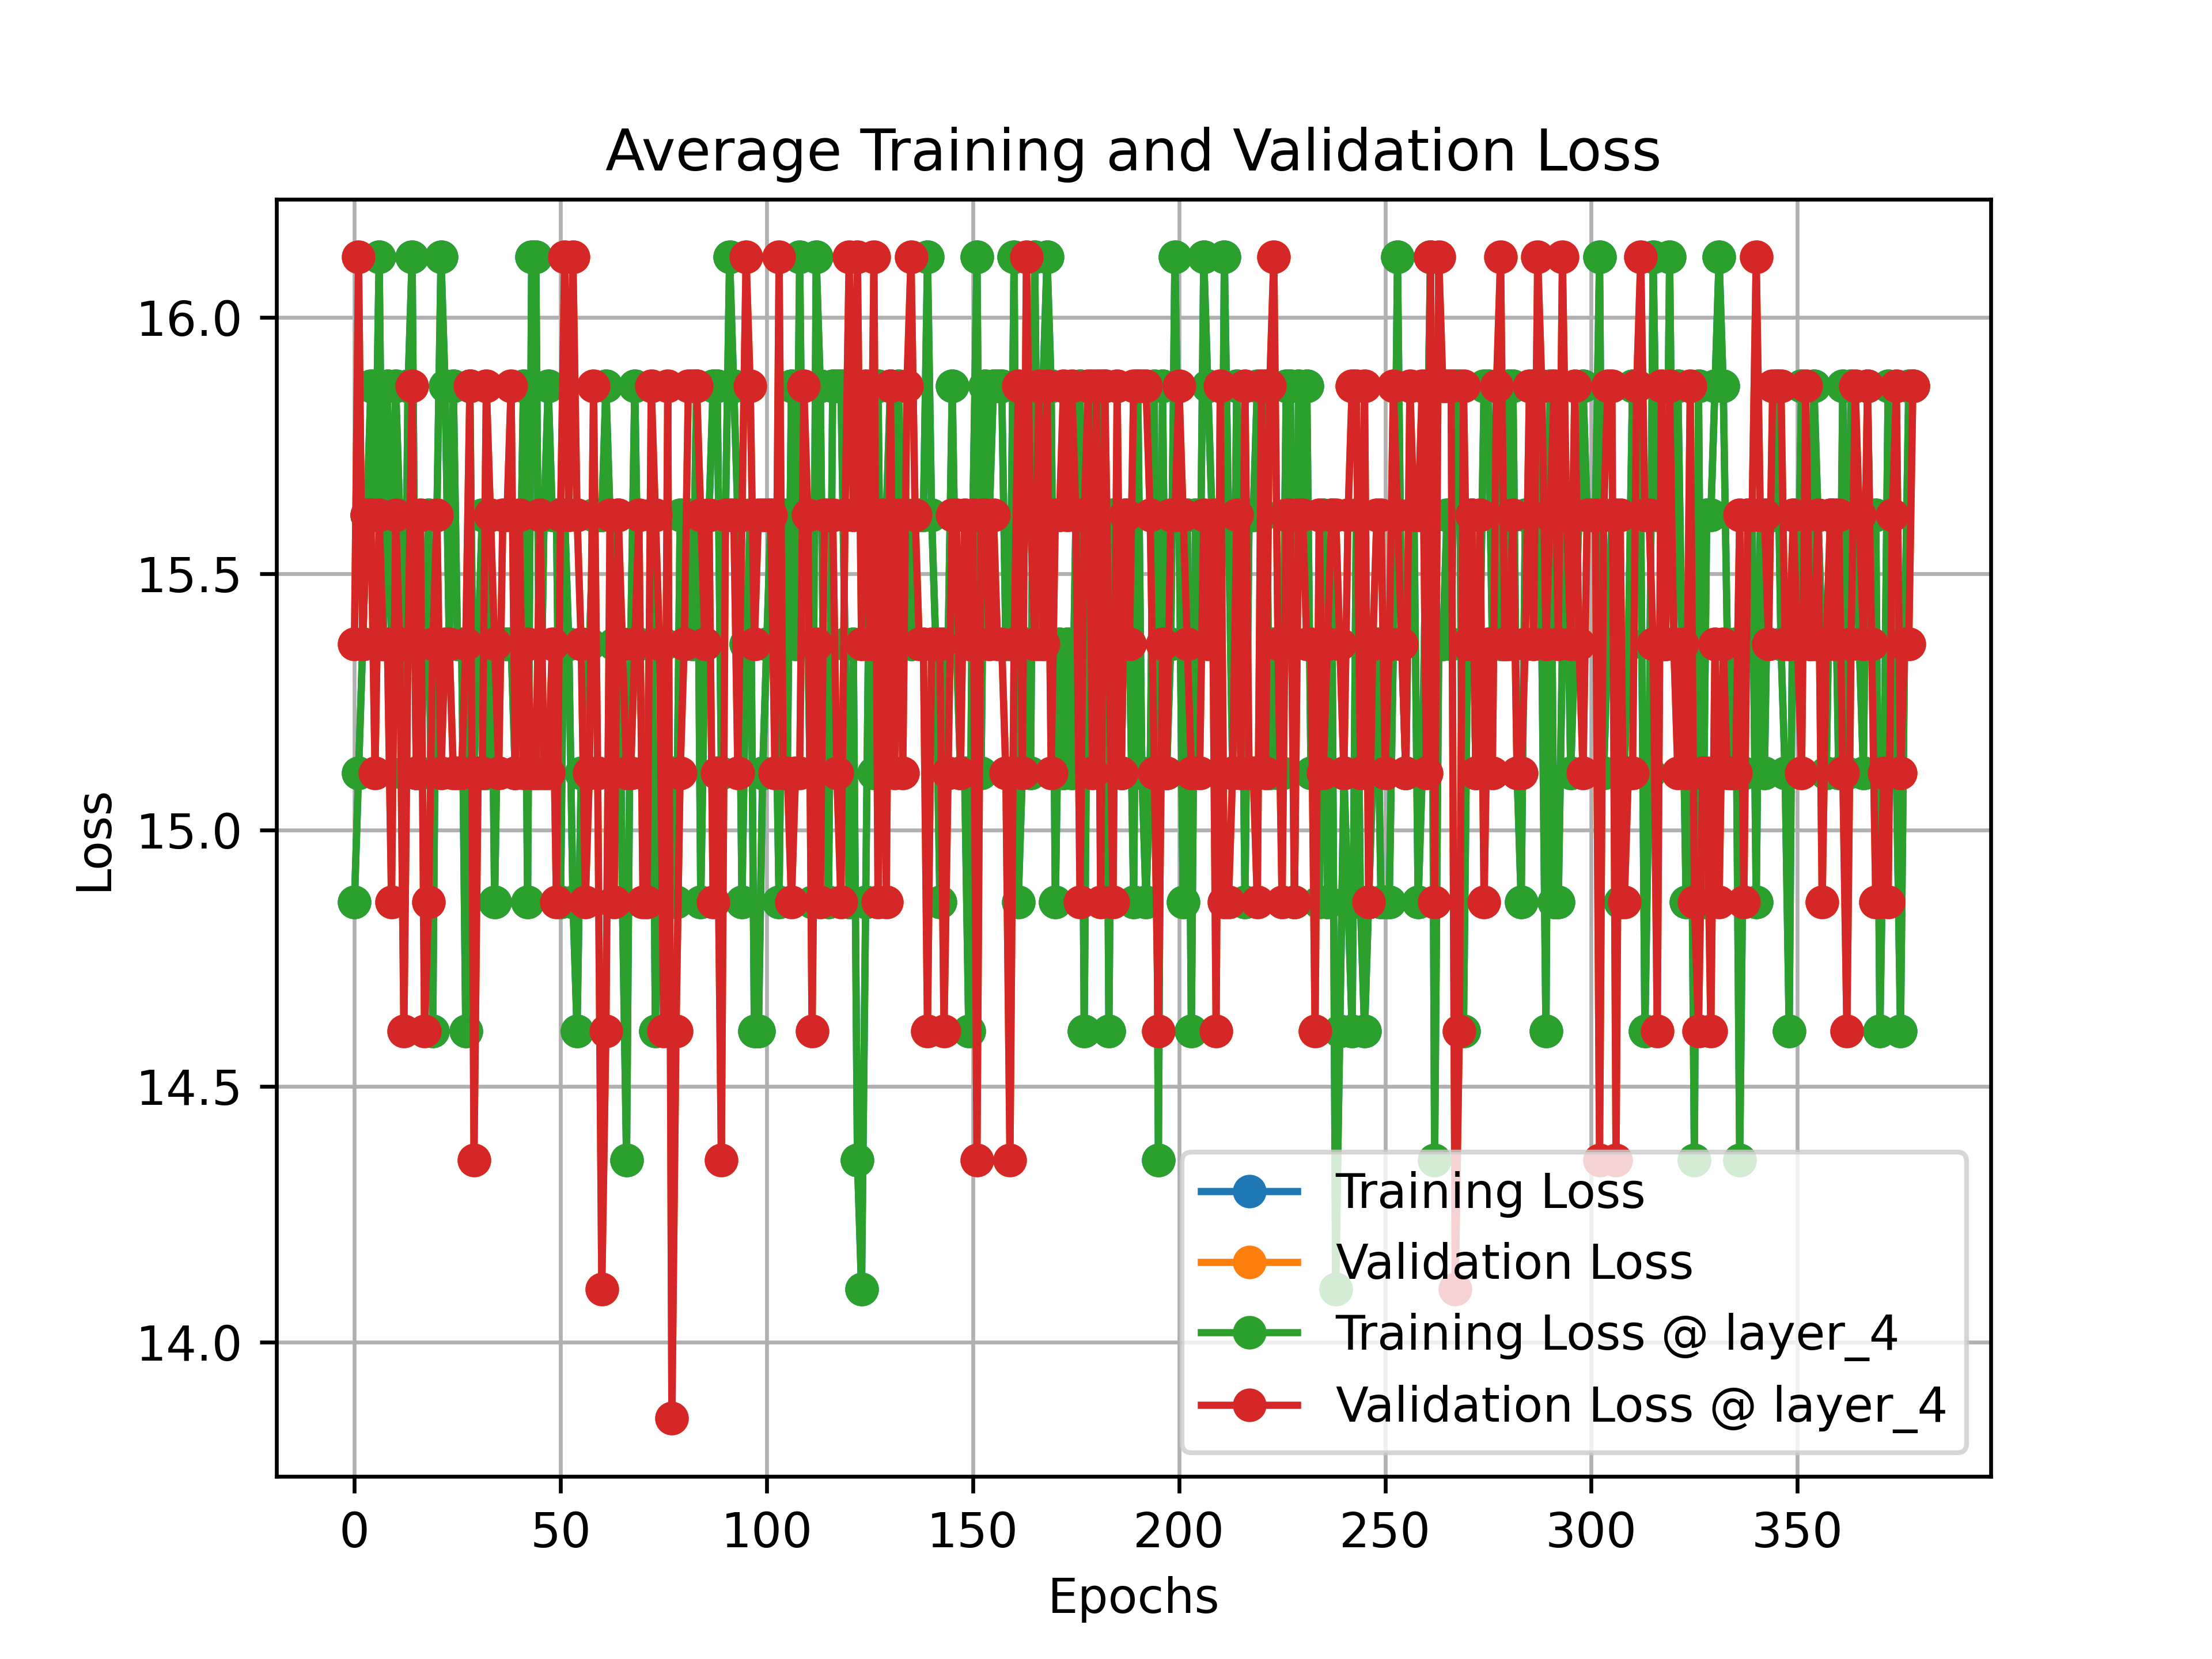 Average Training and Validation Loss
Loss
16.0
15.5
15.0
14.5
14.0
Training Loss
Validation Loss
Training Loss @ layer_4
Validation Loss @ layer_4
0 50 100 150 200 250 300 350
Epochs